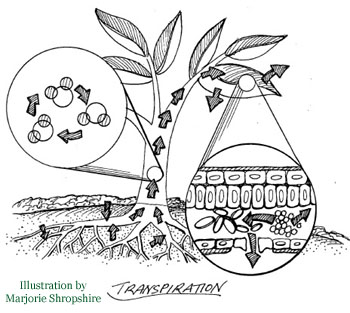 TRANSPIRATION
Illustration by
Marjorie Shropshire